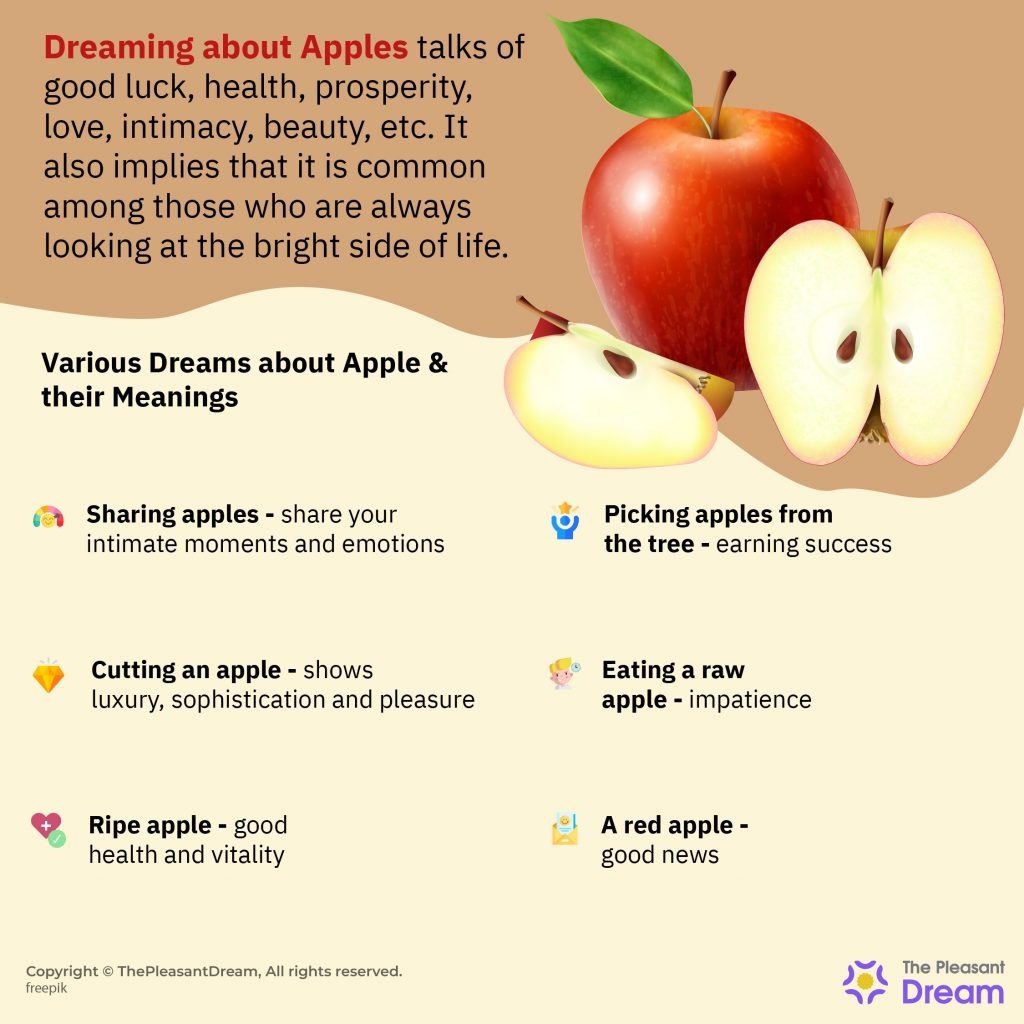 Dreaming about Apples talks of
good luck, health, prosperity,
love, intimacy, beauty, etc. It
also implies that it is common
among those who are always
looking at the bright side of life.
Various Dreams about Apple &
their Meanings
Sharing apples - share your
intimate moments and emotions
Picking apples from
the tree - earning success
Cutting an apple - shows
luxury, sophistication and pleasure
Eating a raw
apple - impatience
Ripe apple - good
health and vitality
A red apple -
good news
Copyright © ThePleasantDream, All rights reserved.
freepik
The Pleasant
Dream